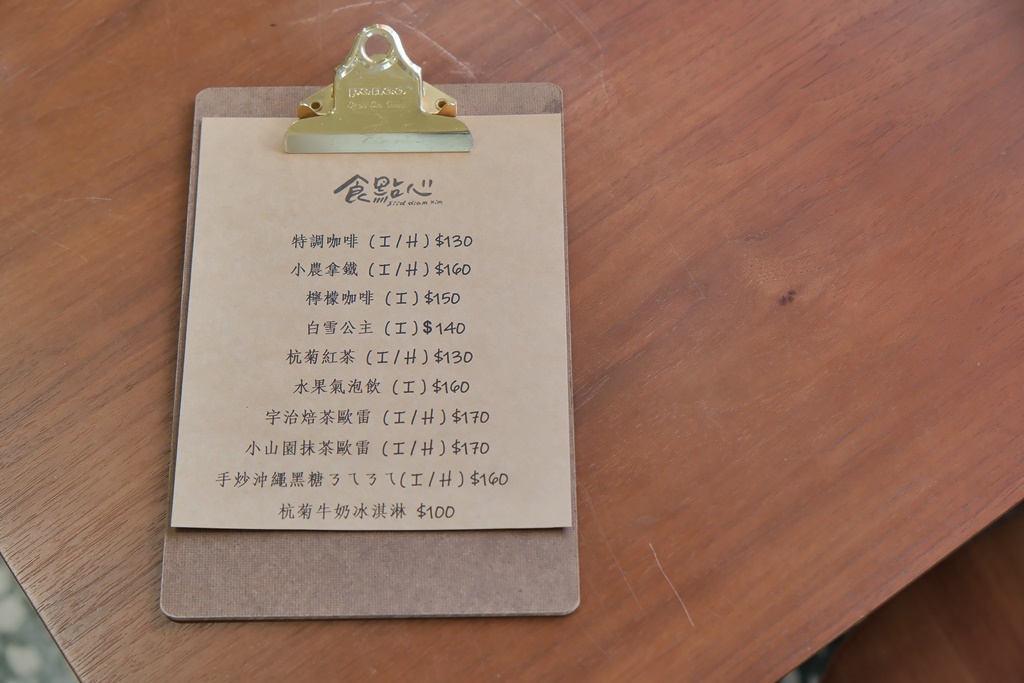 食點心
特調咖啡 (I/H)$130
小農拿鐵 (I/H)$160
檸檬咖啡 (I)$150
白雪公主 (I)$140
杭菊紅茶 (I/H)$130
水果氣泡飲 (I)$160
宇治焙茶歐雷 (I/H)$170
小山園抹茶歐雷 (I/H)$170
手炒沖繩黑糖ㄋㄟㄋㄟ(I/H)$160
杭菊牛奶冰淇淋 $100